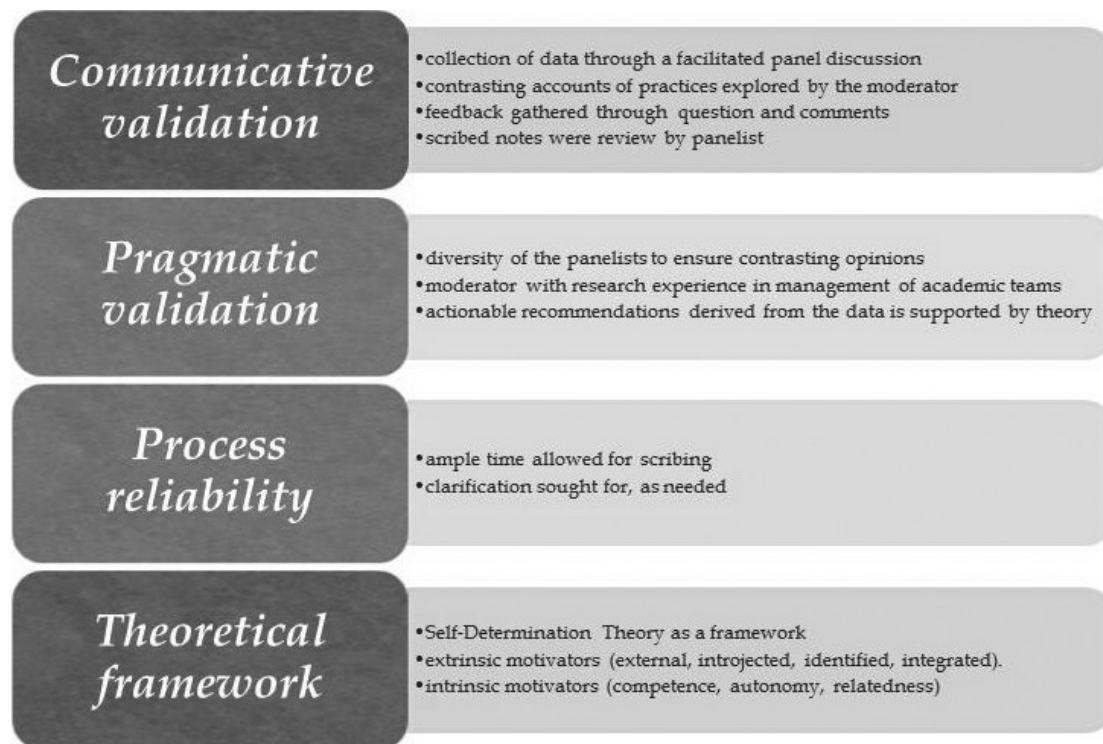 Communicative
validation
•collection of data through a facilitated panel discussion
•contrasting accounts of practices explored by the moderator
•feedback gathered through question and comments
•scribed notes were review by panelist
Pragmatic
validation
•diversity of the panelists to ensure contrasting opinions
•moderator with research experience in management of academic teams
•actionable recommendations derived from the data is supported by theory
Process
reliability
•ample time allowed for scribing
•clarification sought for, as needed
Theoretical
framework
•Self-Determination Theory as a framework
•extrinsic motivators (external, introjected, identified, integrated).
•intrinsic motivators (competence, autonomy, relatedness)